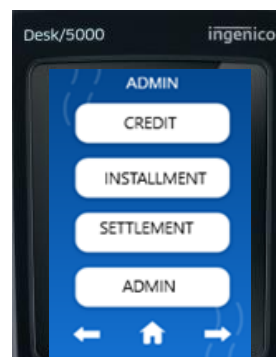 Desk/5000 ingenico
ADMIN
CREDIT
INSTALLMENT
SETTLEMENT
ADMIN